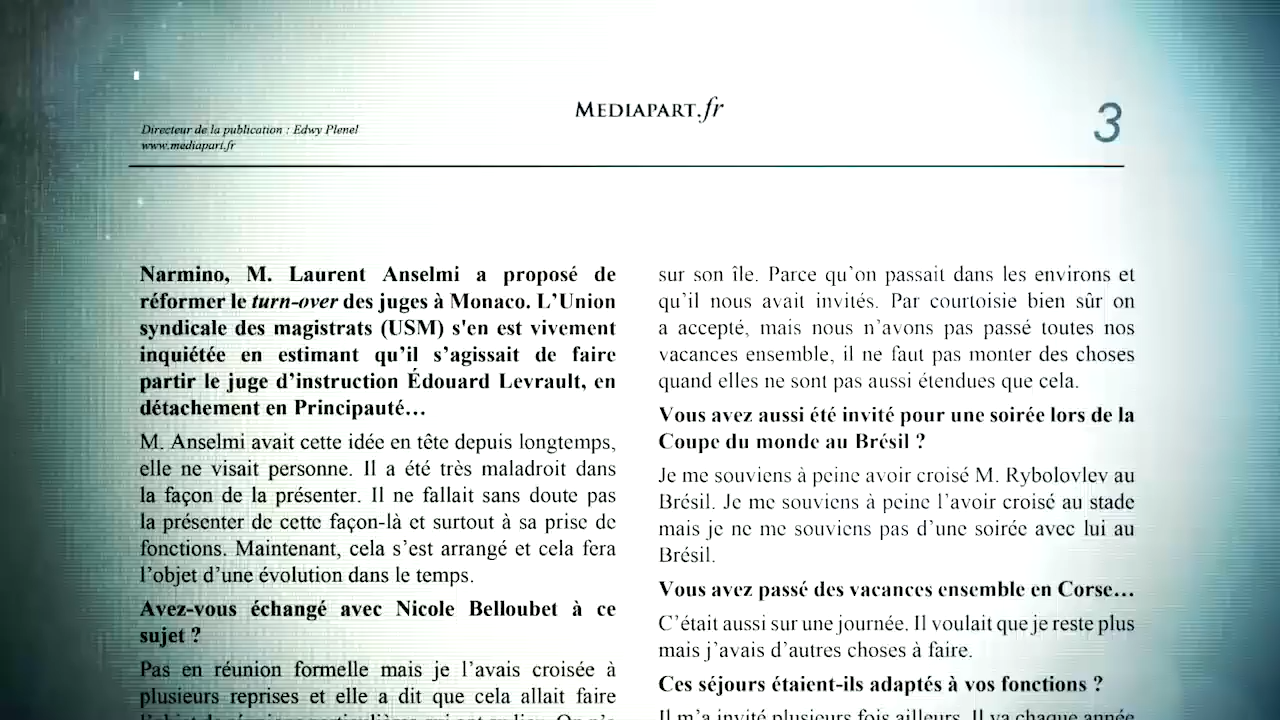 MEDIAPART.fr
3
Directeur de la publication : Edwy Plenel
www.mediapart.fr
Narmino, M. Laurent Anselmi a proposé de
réformer le turn-over des juges à Monaco. L’Union
syndicale des magistrats (USM) s'en est vivement
inquiétée en estimant qu’il s’agissait de faire
partir le juge d’instruction Édouard Levrault, en
détachement en Principauté…
M. Anselmi avait cette idée en tête depuis longtemps,
elle ne visait personne. Il a été très maladroit dans
la façon de la présenter. Il ne fallait sans doute pas
la présenter de cette façon-là et surtout à sa prise de
fonctions. Maintenant, cela s’est arrangé et cela fera
l’objet d’une évolution dans le temps.
Avez-vous échangé avec Nicole Belloubet à ce
sujet ?
Pas en réunion formelle mais je l’avais croisée à
plusieurs reprises et elle a dit que cela allait faire
sur son île. Parce qu’on passait dans les environs et
qu’il nous avait invités. Par courtoisie bien sûr on
a accepté, mais nous n’avons pas passé toutes nos
vacances ensemble, il ne faut pas monter des choses
quand elles ne sont pas aussi étendues que cela.
Vous avez aussi été invité pour une soirée lors de la
Coupe du monde au Brésil ?
Je me souviens à peine avoir croisé M. Rybolovlev au
Brésil. Je me souviens à peine l’avoir croisé au stade
mais je ne me souviens pas d’une soirée avec lui au
Brésil.
Vous avez passé des vacances ensemble en Corse…
C’était aussi sur une journée. Il voulait que je reste plus
mais j’avais d’autres choses à faire.
Ces séjours étaient-ils adaptés à vos fonctions ?
Il m’a invité plusieurs fois ailleurs. Il va chaque année